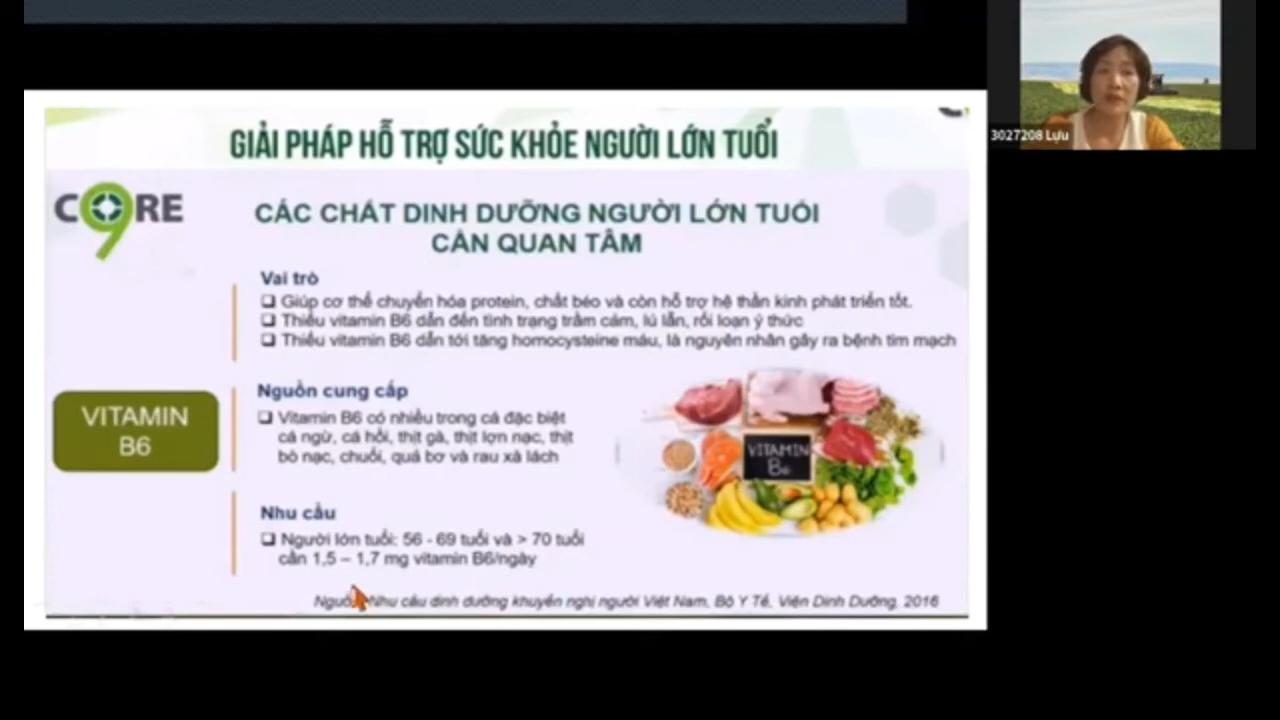 GIẢI PHÁP HỖ TRỢ SỨC KHỎE NGƯỜI LỚN TUỔI
3027208 Lựu
C9RE
CÁC CHẤT DINH DƯỠNG NGƯỜI LỚN TUỔI
CẦN QUAN TÂM
Vai trò
❑ Giúp cơ thể chuyển hóa protein, chất béo và còn hỗ trợ hệ thần kinh phát triển tốt.
❑ Thiếu vitamin B6 dẫn đến tình trạng trầm cảm, lú lẫn, rối loạn ý thức
❑ Thiếu vitamin B6 dẫn tới tăng homocysteine máu, là nguyên nhân gây ra bệnh tim mạch
VITAMIN
B6
Nguồn cung cấp
❑ Vitamin B6 có nhiều trong cá đặc biệt
cá ngừ, cá hồi, thịt gà, thịt lợn nạc, thịt
bò nạc, chuối, quả bơ và rau xà lách
VITAMIN
B6
Nhu cầu
❑ Người lớn tuổi: 56 - 69 tuổi và > 70 tuổi
cần 1,5 – 1,7 mg vitamin B6/ngày
Nhu cầu dinh dưỡng khuyến nghị người Việt Nam, Bộ Y Tế, Viện Dinh Dưỡng, 2016